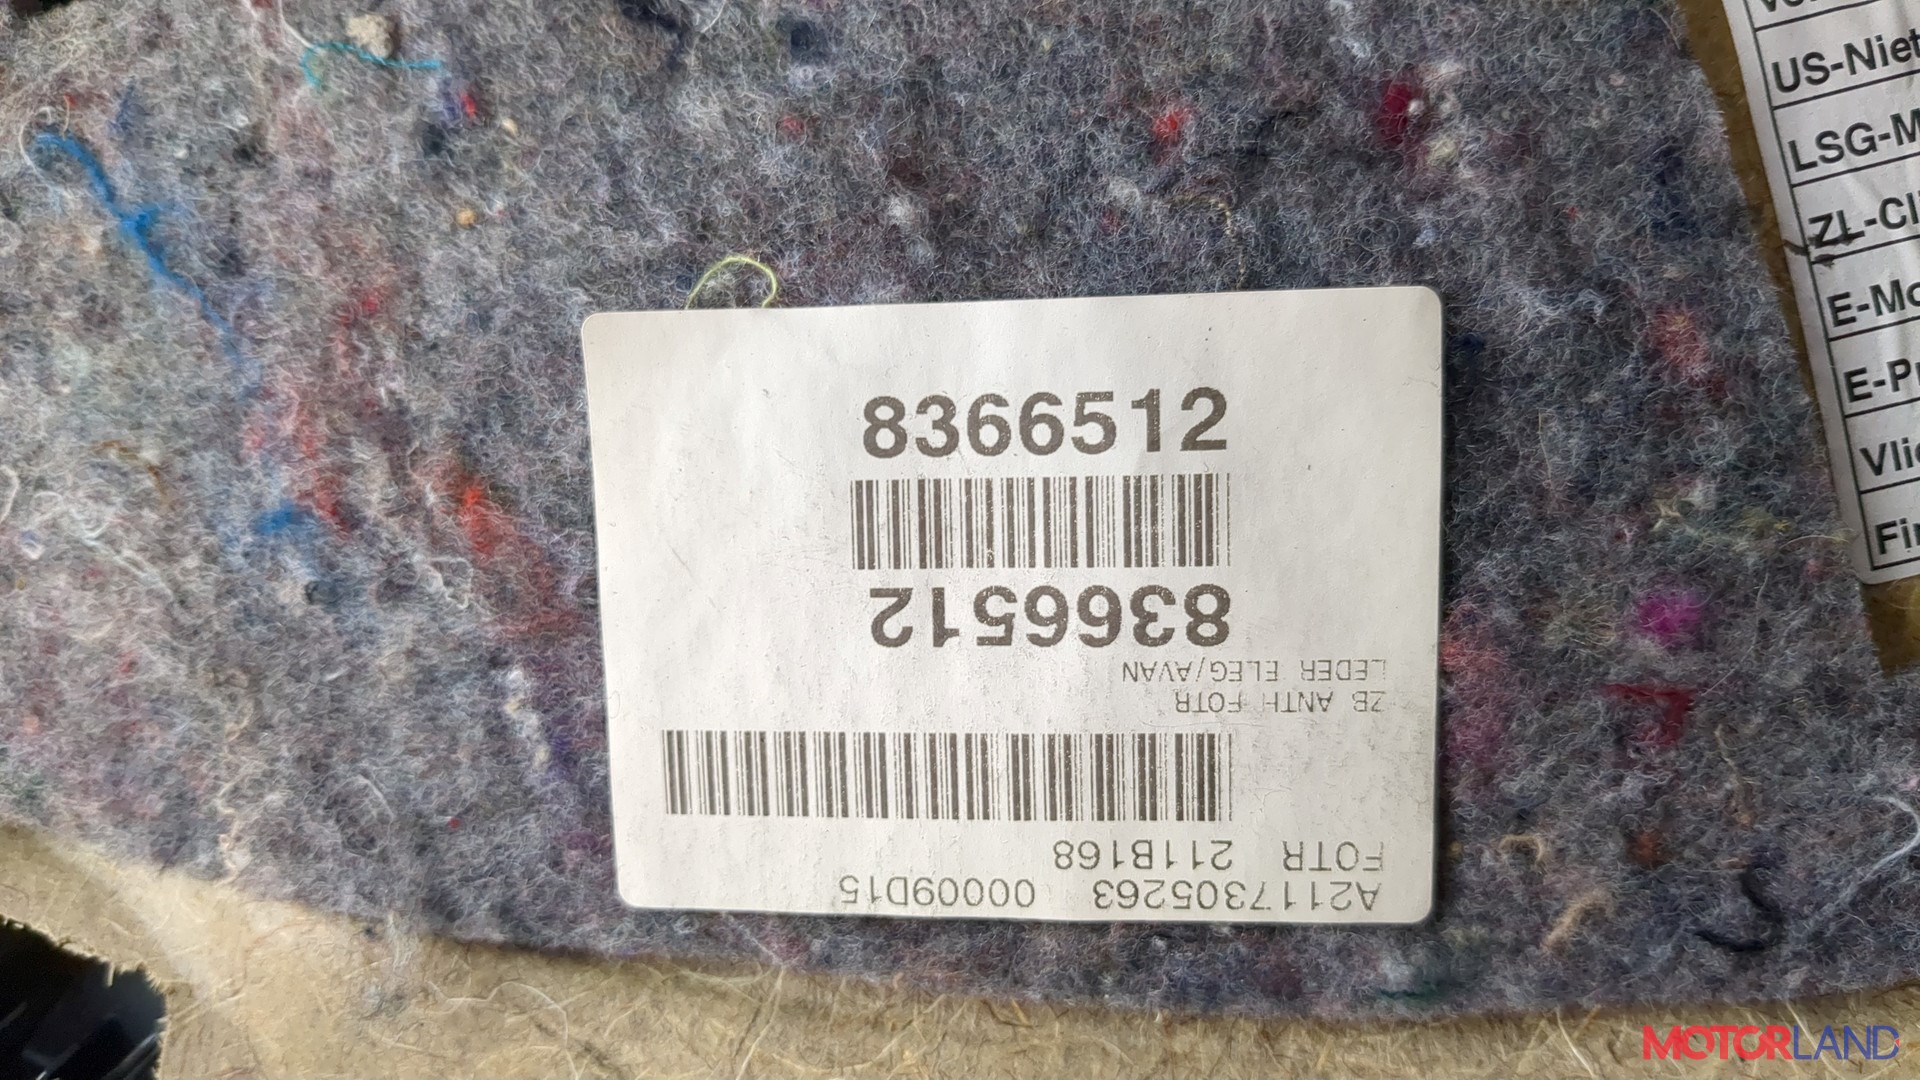 8366512
8366512
LEDER ELEG/AVAN
ZB ANTH FOTR
FOTR 211B168
A2117305263 00009D15
US-Niet
LSG-M
ZL-Cl
E-Mo
E-Pr
Vlie
Fin
MOTORLAND